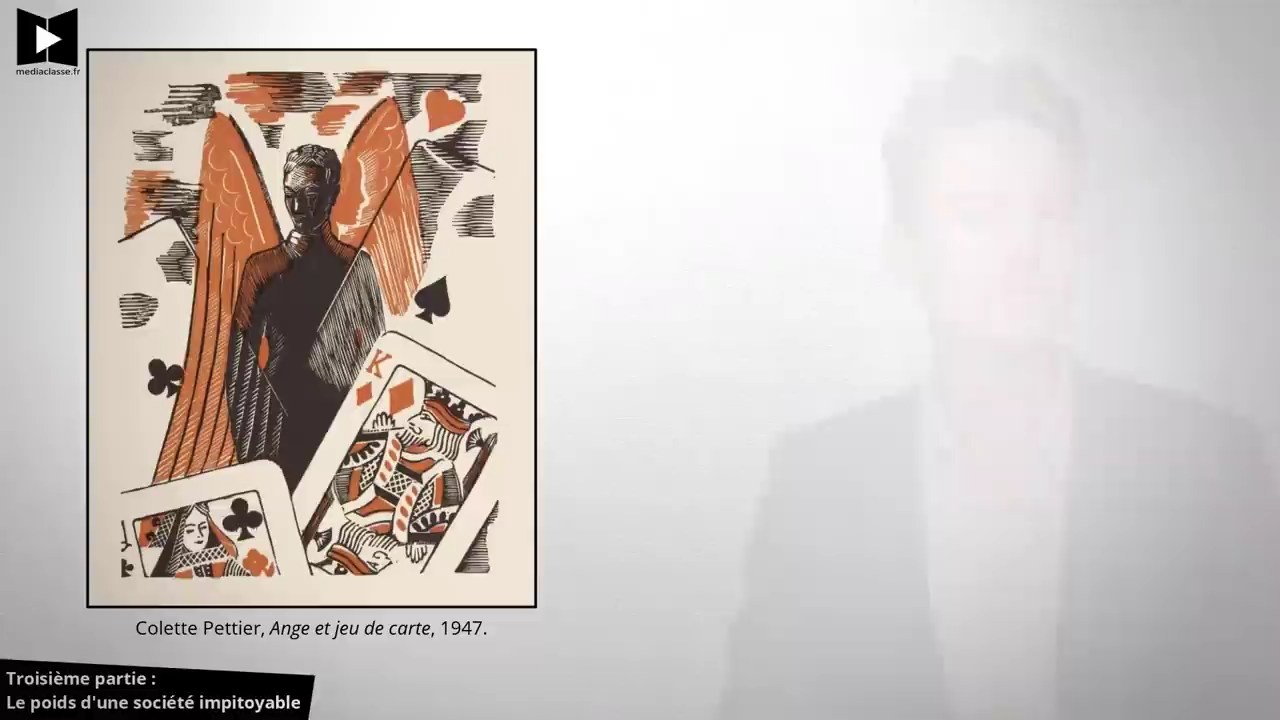 mediaclasse.fr
K
Colette Pettier, Ange et jeu de carte, 1947.
Troisième partie :
Le poids d'une société impitoyable